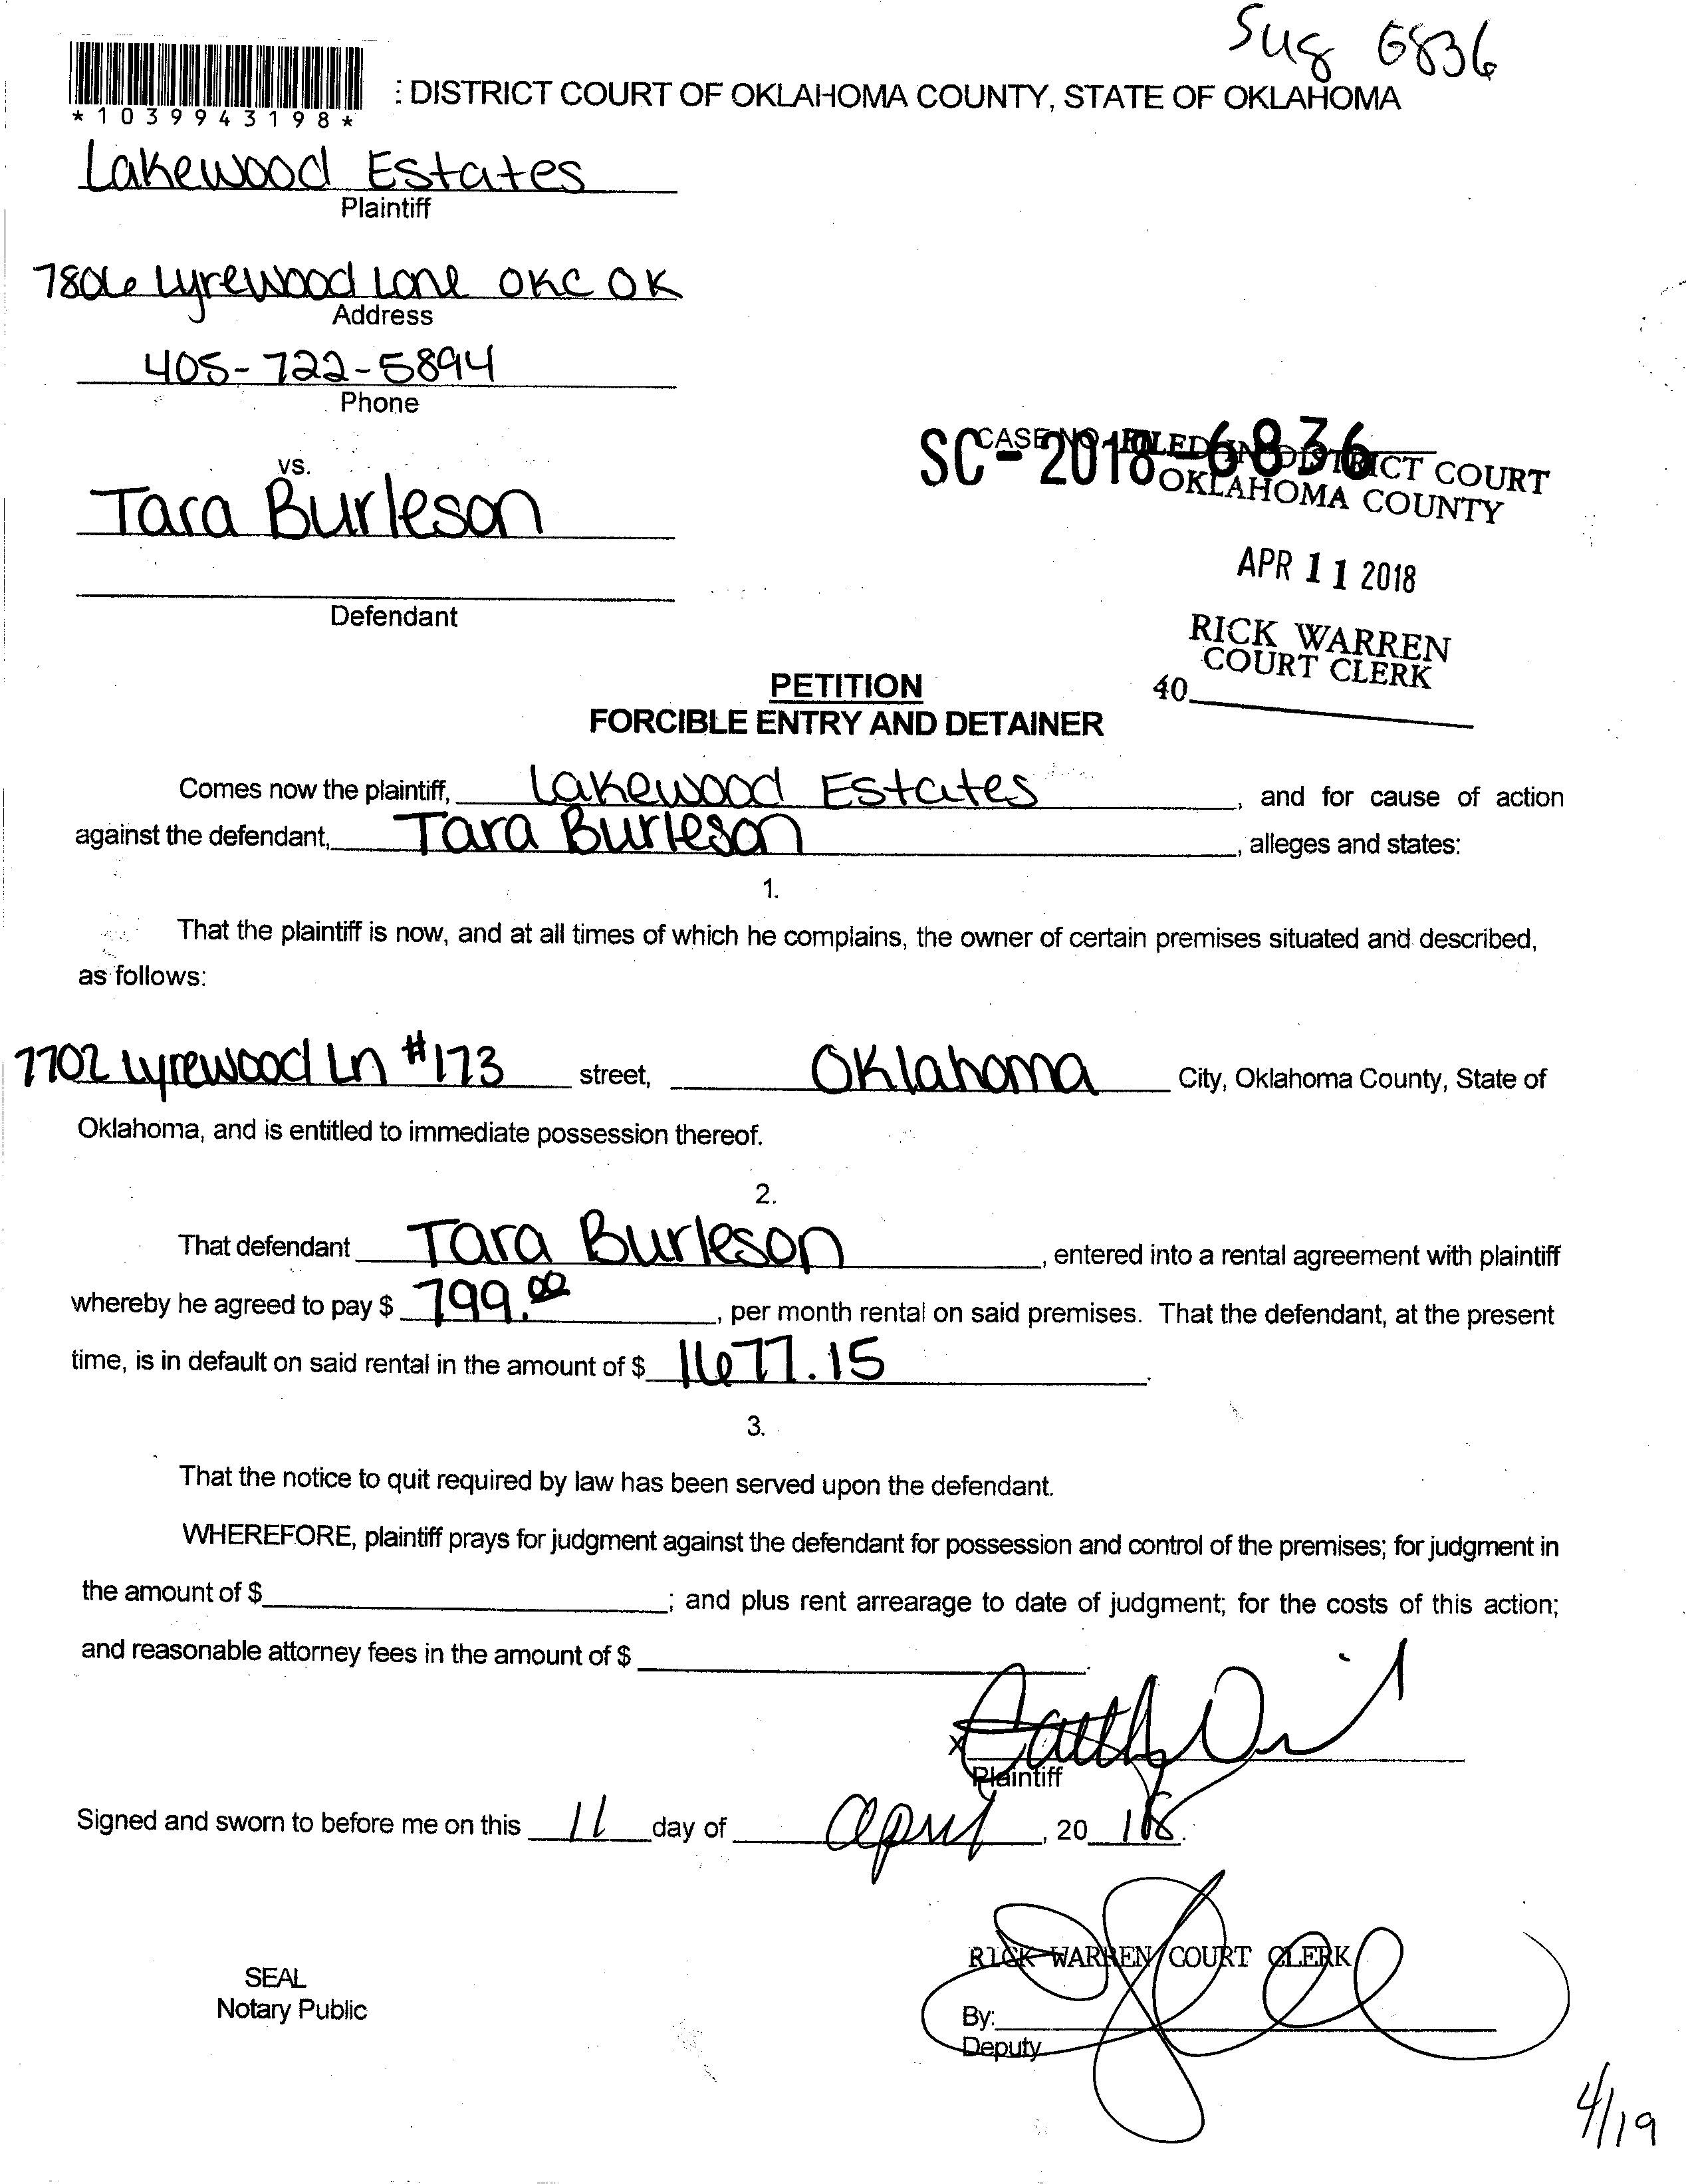 6836
: DISTRICT COURT OF OKLAHOMA COUNTY, STATE OF OKLAHOMA
*1039943198*
Lakewood Estates
Plaintiff
7806 Lyrewood Lane OKC OK
Address
405-722-5894
Phone
vs.
Tara Burleson
Defendant
CASE NO.
SC-2018-6836
FILED IN DISTRICT COURT
OKLAHOMA COUNTY
APR 11 2018
RICK WARREN
COURT CLERK
40
PETITION
FORCIBLE ENTRY AND DETAINER
Comes now the plaintiff, Lakewood Estates, and for cause of action
against the defendant, Tara Burleson, alleges and states:
1.
That the plaintiff is now, and at all times of which he complains, the owner of certain premises situated and described,
as follows:
7702 Lyrewood Ln #173 street, Oklahoma City, Oklahoma County, State of
Oklahoma, and is entitled to immediate possession thereof.
2.
That defendant Tara Burleson, entered into a rental agreement with plaintiff
whereby he agreed to pay $ 799.00, per month rental on said premises. That the defendant, at the present
time, is in default on said rental in the amount of $ 1677.15.
3.
That the notice to quit required by law has been served upon the defendant.
WHEREFORE, plaintiff prays for judgment against the defendant for possession and control of the premises; for judgment in
the amount of $; and plus rent arrearage to date of judgment; for the costs of this action;
and reasonable attorney fees in the amount of $.
X
Plaintiff
Signed and sworn to before me on this 11 day of April, 2018.
RICK WARREN COURT CLERK
SEAL
Notary Public
By:
Deputy
4/19